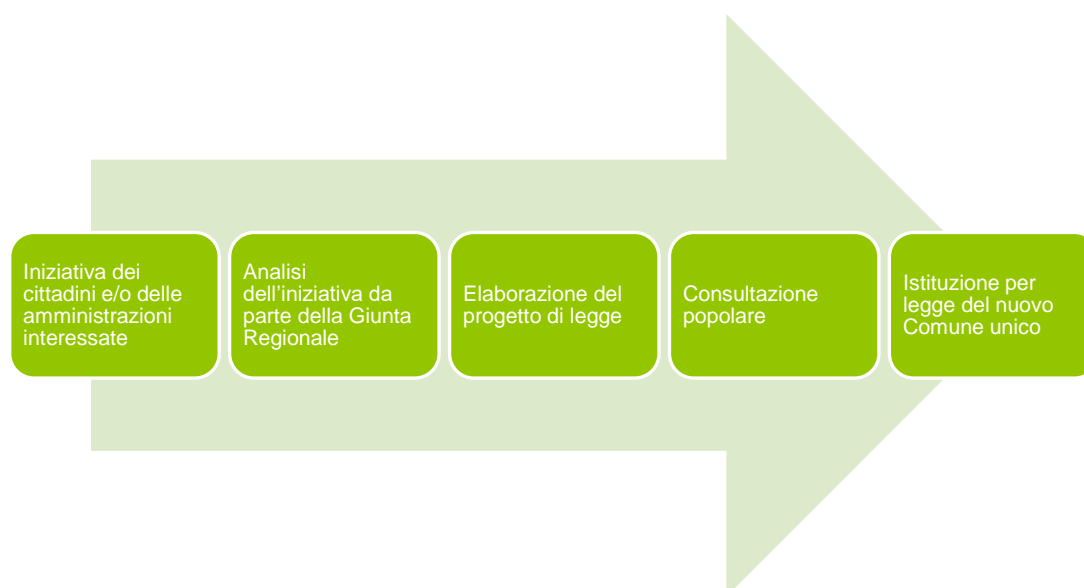 Iniziativa dei
cittadini e/o delle
amministrazioni
interessate
Analisi
dell’iniziativa da
parte della Giunta
Regionale
Elaborazione del
progetto di legge
Consultazione
popolare
Istituzione per
legge del nuovo
Comune unico